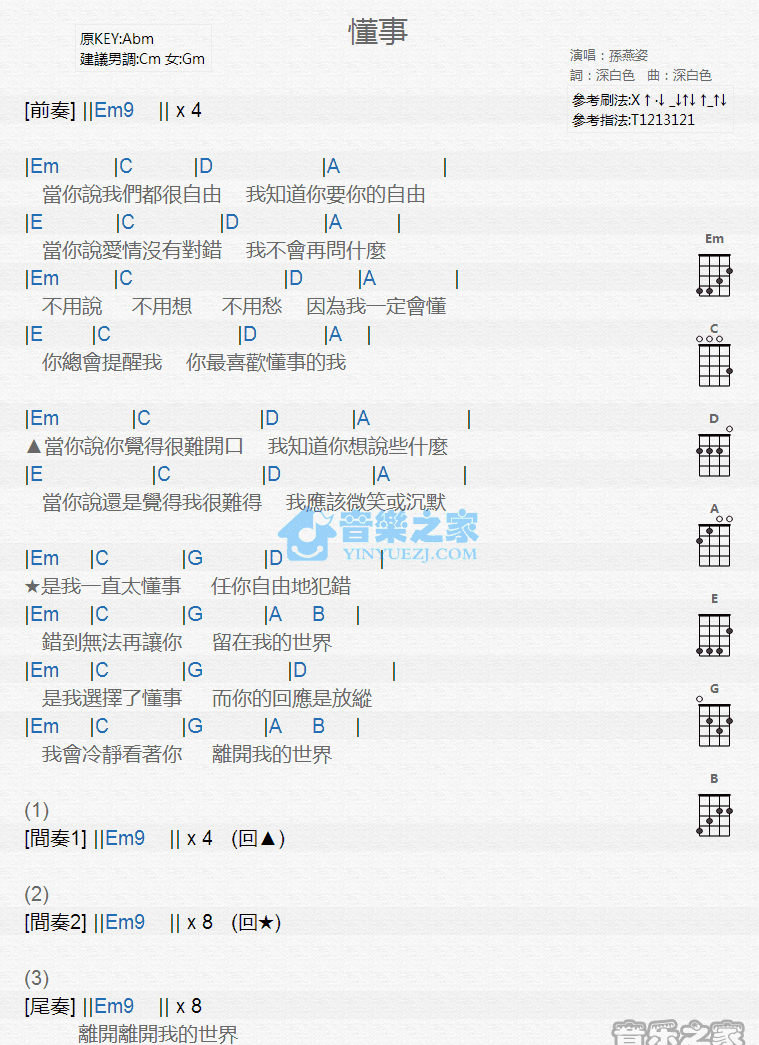 懂事
原KEY:Abm
建議男調:Cm 女:Gm
演唱：孫燕姿
詞：深白色　曲：深白色
參考刷法:X↑·↓_↓↑↓↑_↑↓
參考指法:T1213121
[前奏] ||Em9 || x 4
|Em |C |D |A |
當你說我們都很自由 我知道你要你的自由
|E |C |D |A |
當你說愛情沒有對錯 我不會再問什麼
|Em |C |D |A |
不用說 不用想 不用愁 因為我一定會懂
|E |C |D |A |
你總會提醒我 你最喜歡懂事的我
|Em |C |D |A |
▲當你說你覺得很難開口 我知道你想說些什麼
|E |C |D |A |
當你說還是覺得我很難得 我應該微笑或沉默
|Em |C |G |D |
★是我一直太懂事 任你自由地犯錯
|Em |C |G |A B |
錯到無法再讓你 留在我的世界
|Em |C |G |D |
是我選擇了懂事 而你的回應是放縱
|Em |C |G |A B |
我會冷靜看著你 離開我的世界
(1)
[間奏1] ||Em9 || x 4 (回▲)
(2)
[間奏2] ||Em9 || x 8 (回★)
(3)
[尾奏] ||Em9 || x 8
離開離開我的世界
Em
C
D
A
E
G
B
音樂之家
YINYUEZJ.COM
音乐之家